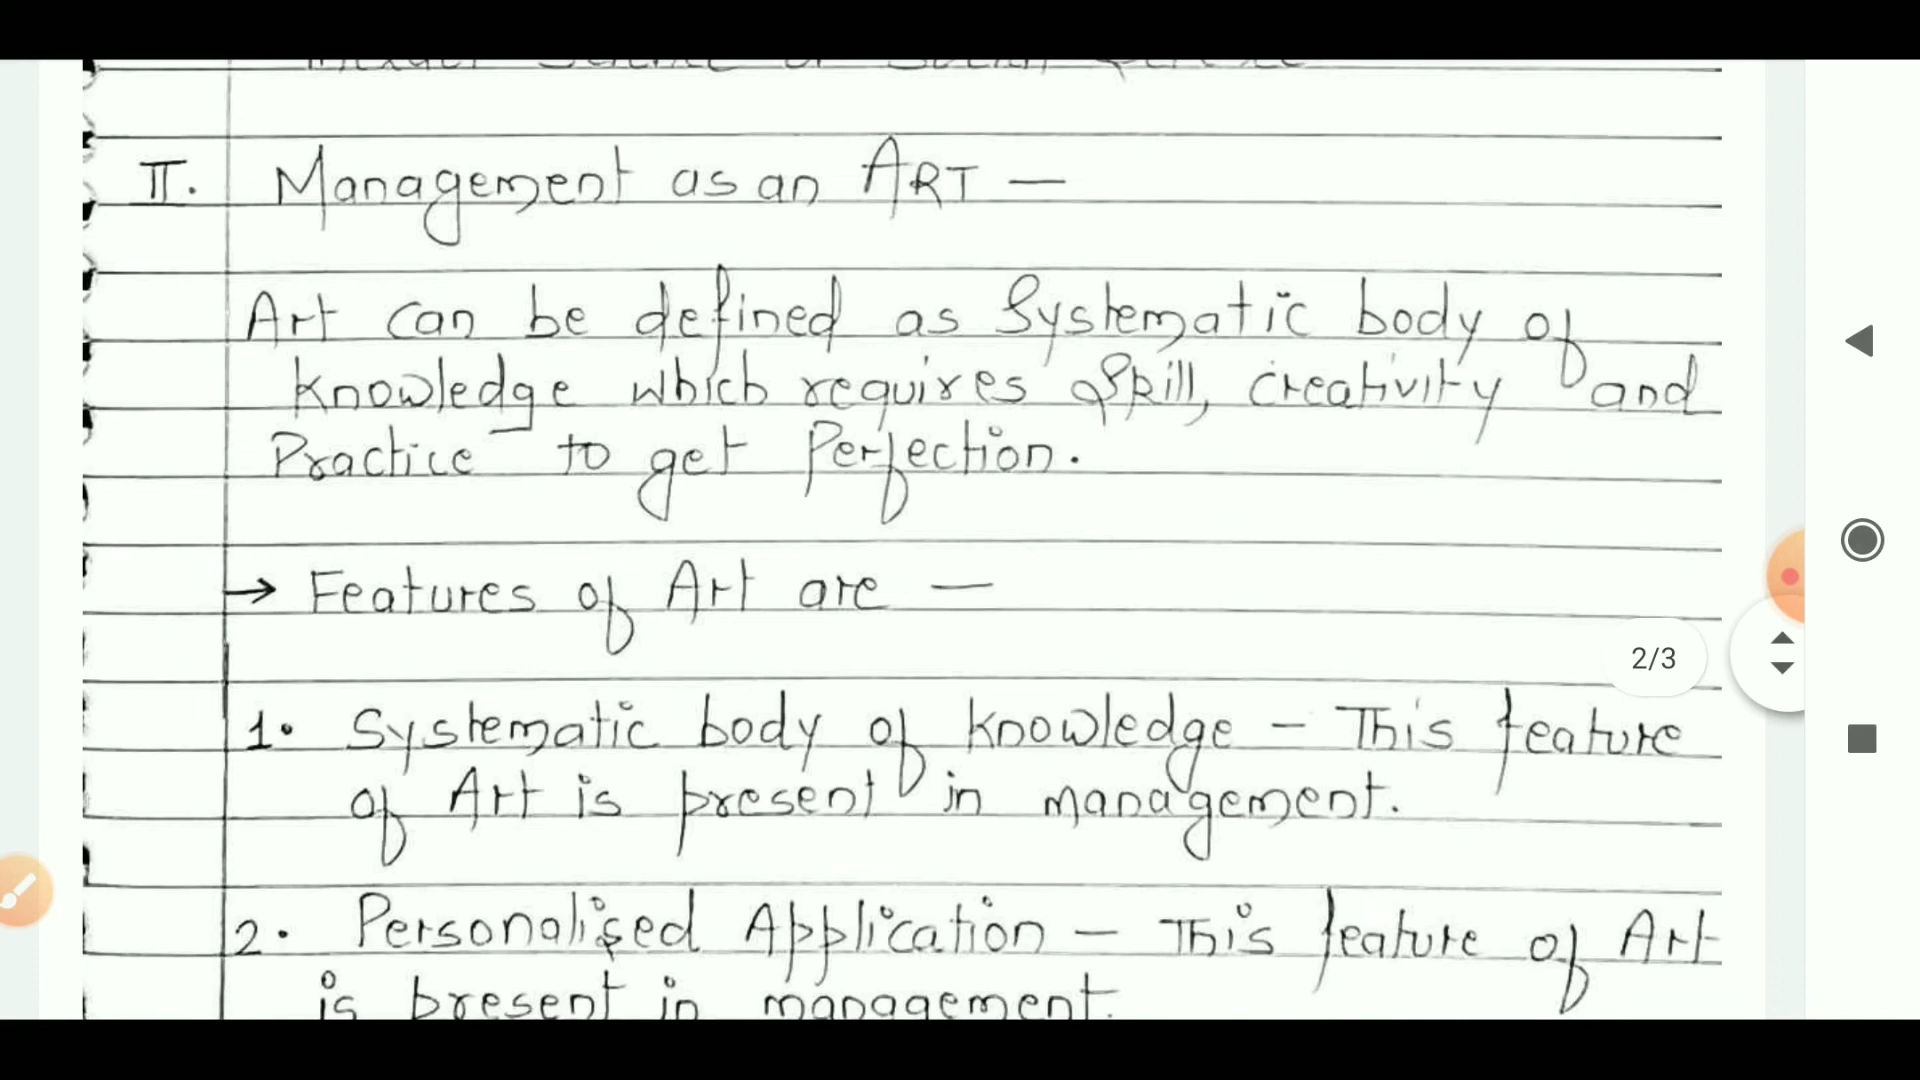 II. Management as an ART —
Art can be defined as Systematic body of
knowledge which requires Skill, creativity and
Practice to get Perfection.
→ Features of Art are —
1. Systematic body of knowledge - This feature
of Art is present in management.
2. Personalised Application - This feature of Art
is present in management.
2/3